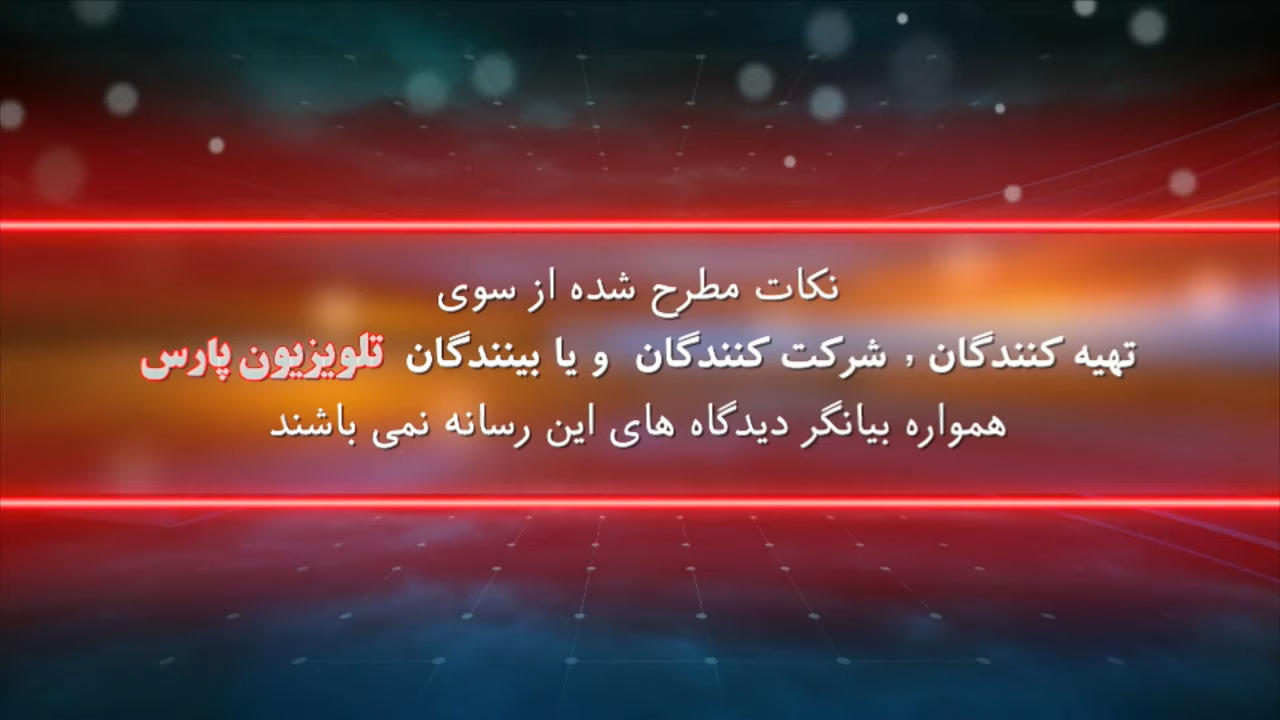 نکات مطرح شده از سوی
تهیه کنندگان , شرکت کنندگان و یا بینندگان تلویزیون پارس
همواره بیانگر دیدگاه های این رسانه نمی باشند